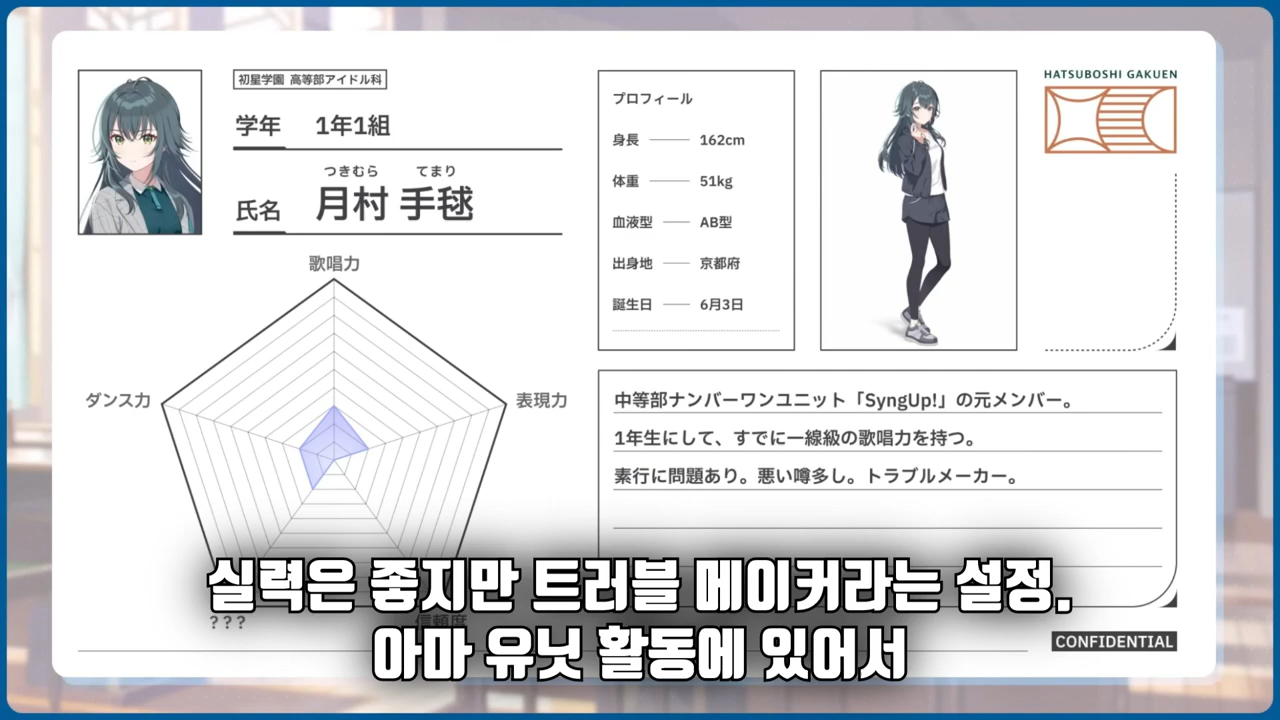 初星学園 高等部アイドル科
学年 1年1組
つきむら てまり
氏名 月村 手毬
歌唱力
ダンス力
表現力
???
信頼度
プロフィール
身長 162cm
体重 51kg
血液型 AB型
出身地 京都府
誕生日 6月3日
HATSUBOSHI GAKUEN
中等部ナンバーワンユニット「SyngUp!」の元メンバー。
1年生にして、すでに一線級の歌唱力を持つ。
素行に問題あり。悪い噂多し。トラブルメーカー。
CONFIDENTIAL
실력은 좋지만 트러블 메이커라는 설정.
아마 유닛 활동에 있어서